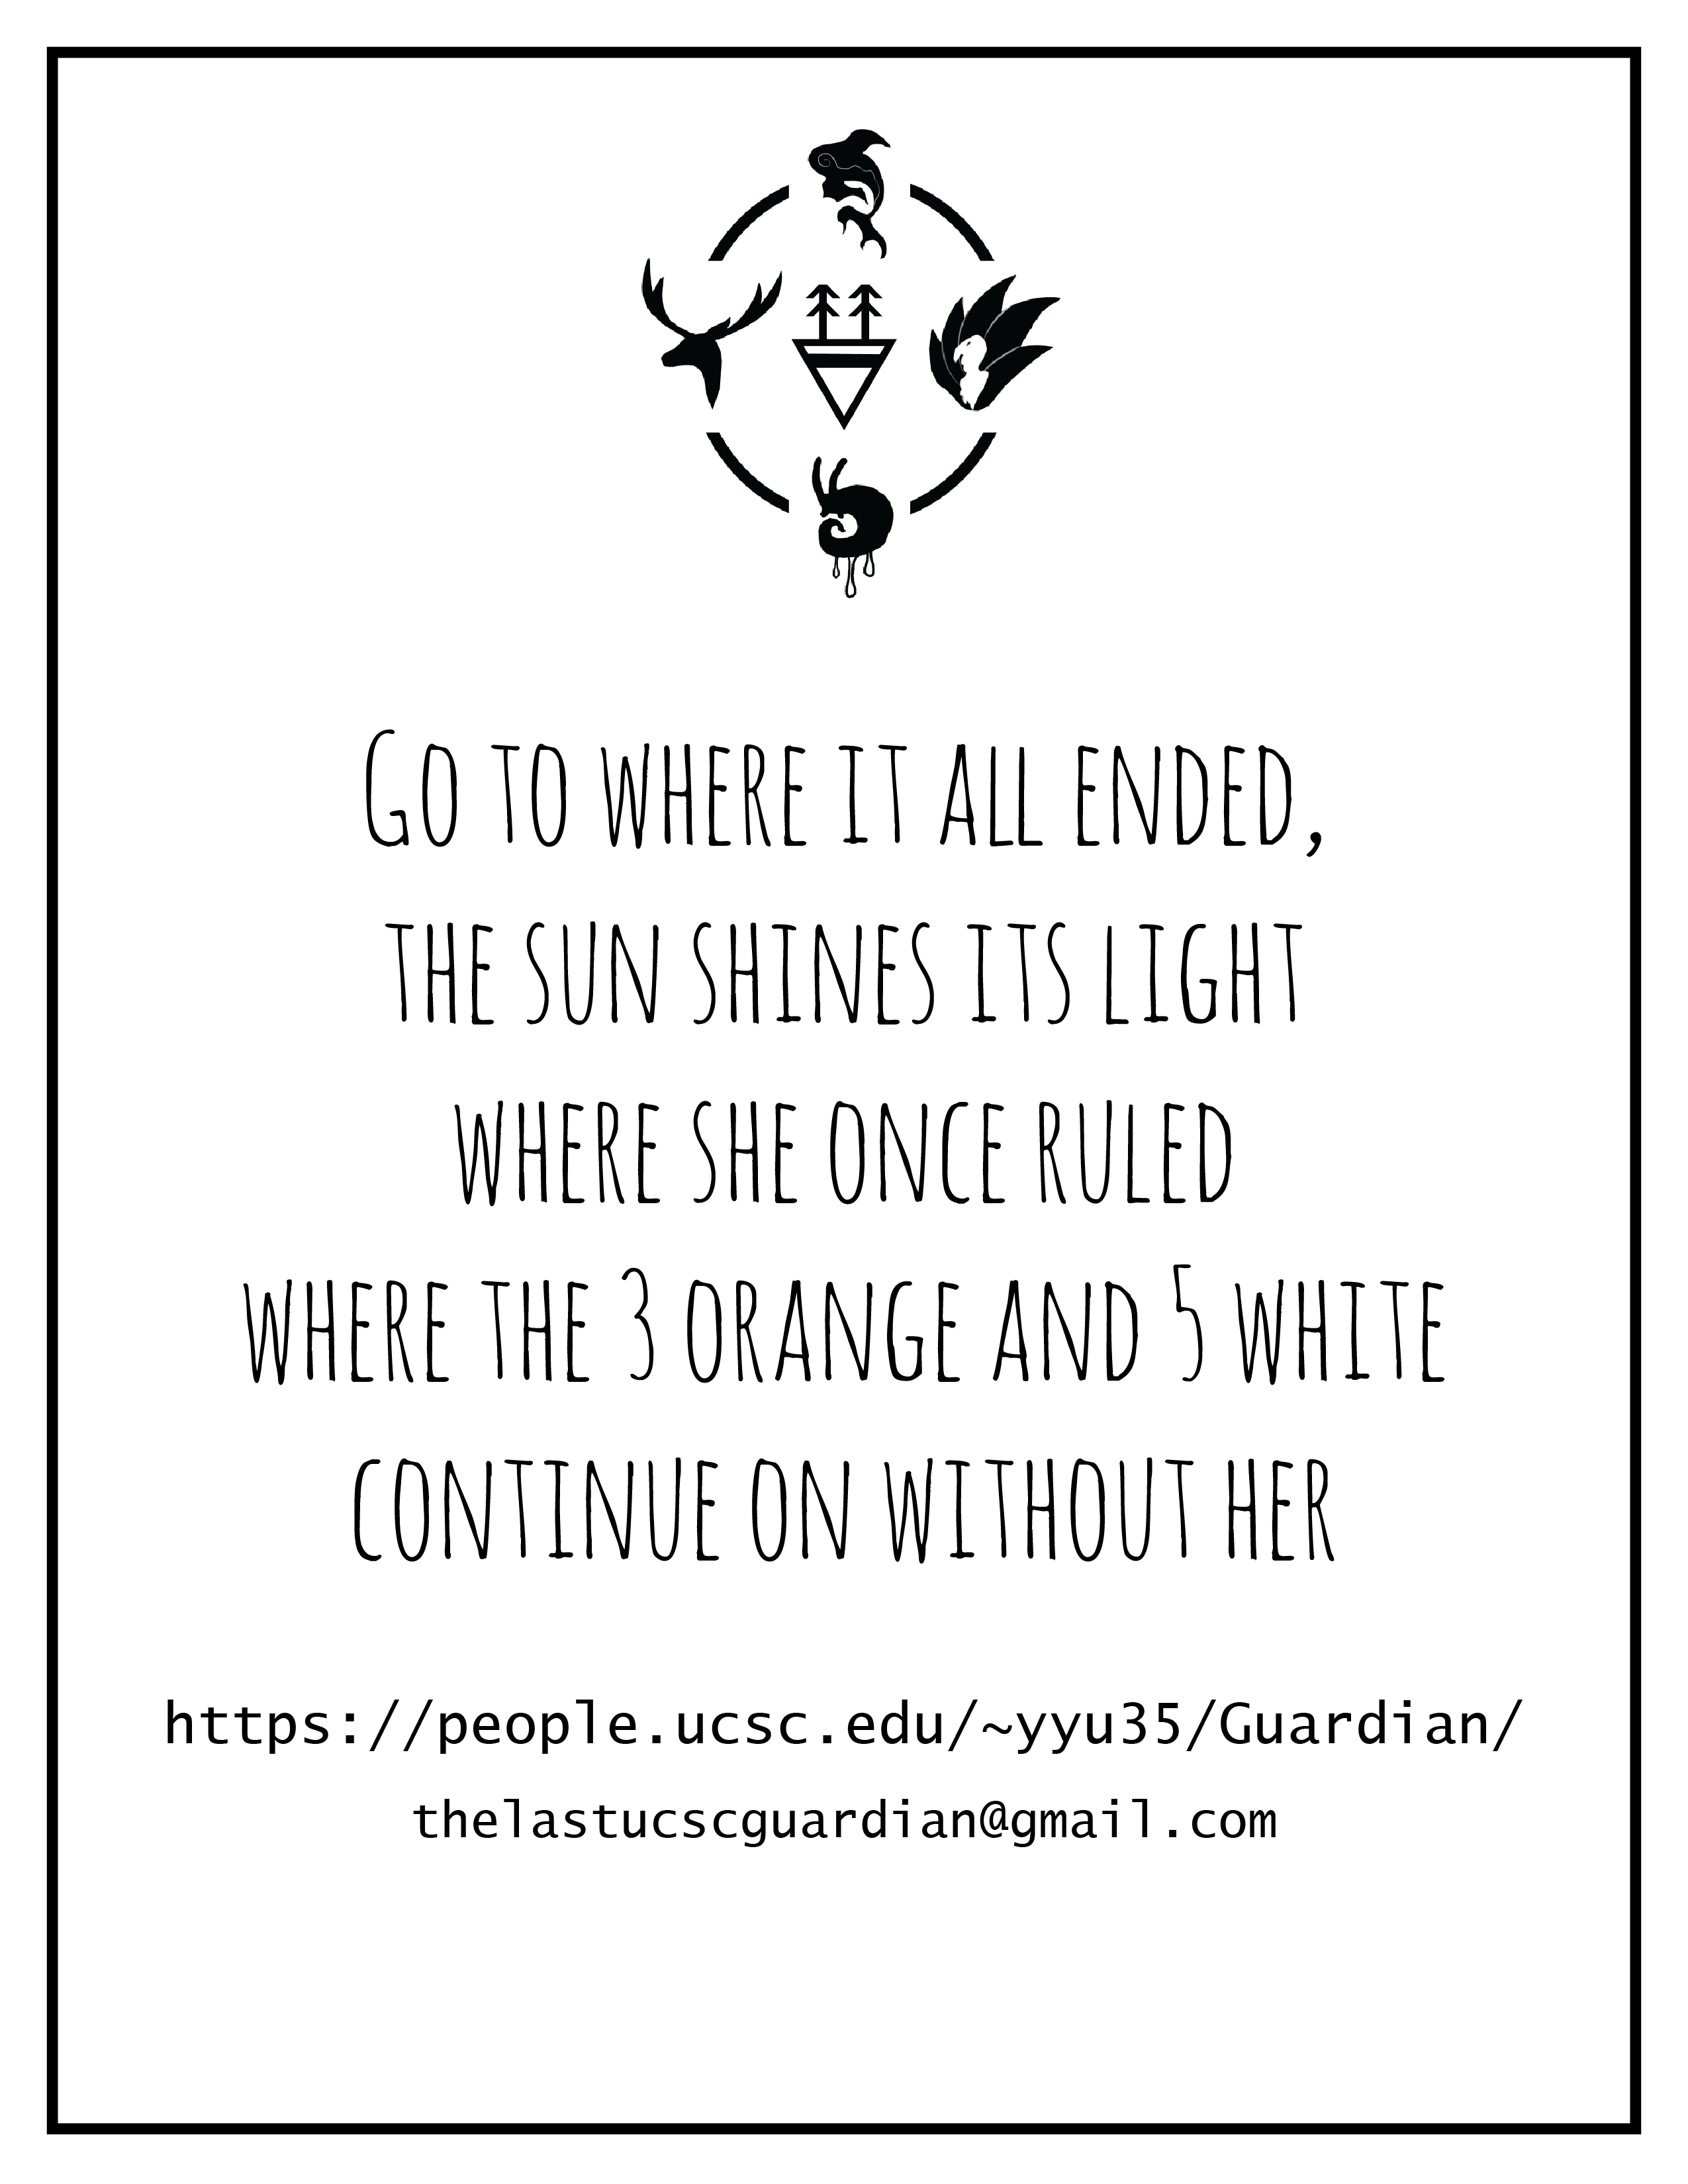 Go to where it all ended,
the sun shines its light
where she once ruled
where the 3 orange and 5 white
continue on without her
https://people.ucsc.edu/~yyu35/Guardian/
thelastucscguardian@gmail.com